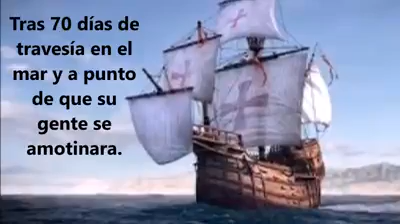 Tras 70 días de
travesía en el
mar y a punto
de que su
gente se
amotinara.